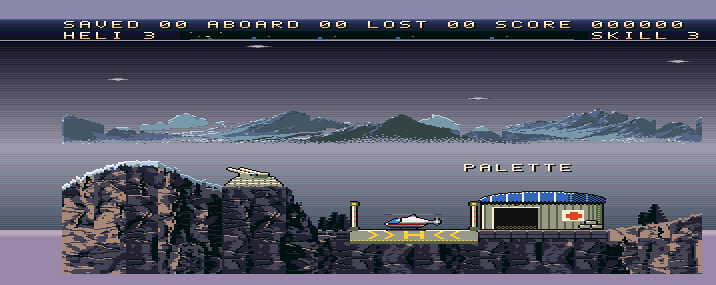 SAVED 00 ABOARD 00 LOST 00 SCORE 000000
HELI 3 SKILL 3
PALETTE
H